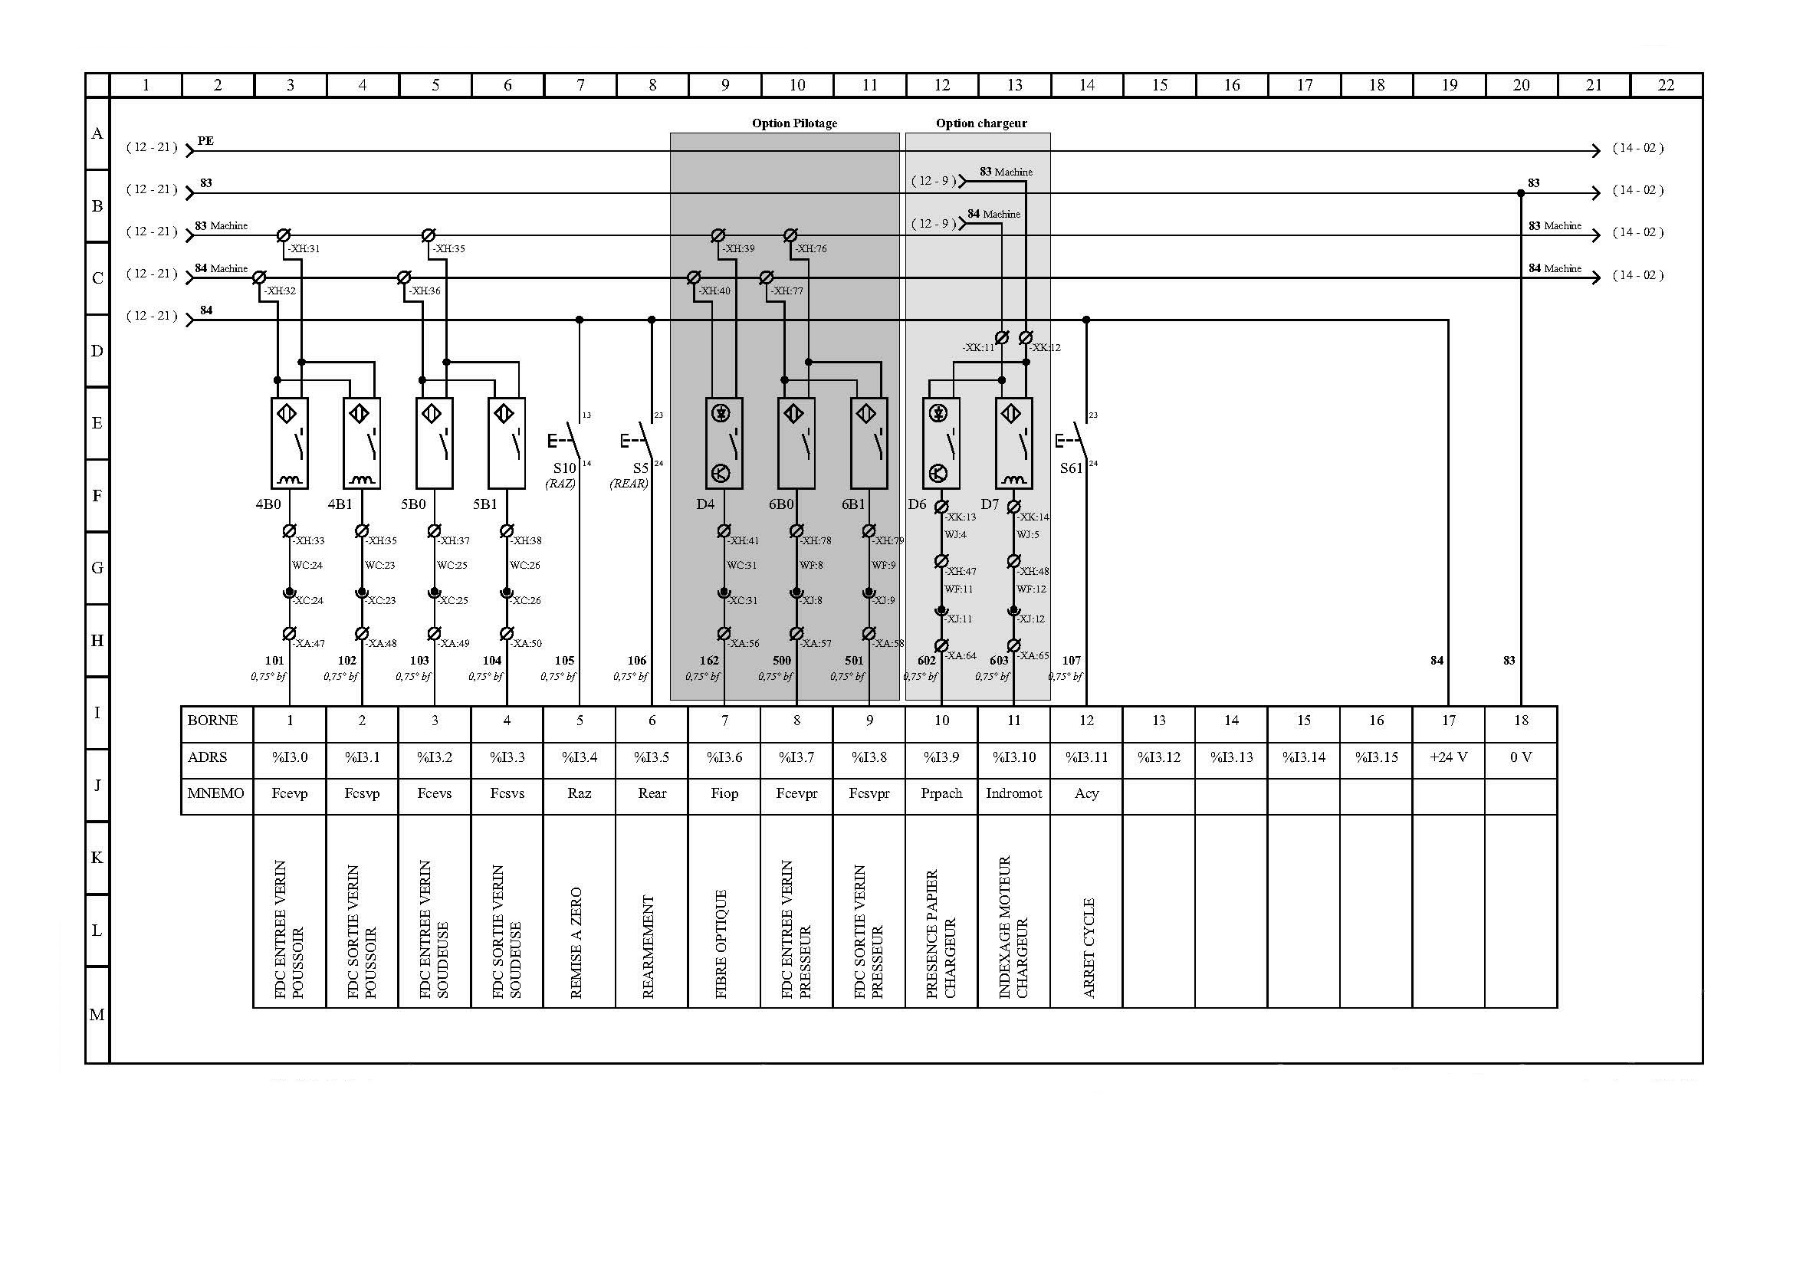 1 2 3 4 5 6 7 8 9 10 11 12 13 14 15 16 17 18 19 20 21 22
Option Pilotage Option chargeur
A
( 12 - 21 ) PE ( 14 - 02 )
( 12 - 9 ) 83 Machine
( 12 - 21 ) 83 83 ( 14 - 02 )
B
( 12 - 9 ) 84 Machine
( 12 - 21 ) 83 Machine 83 Machine ( 14 - 02 )
-XH:31 -XH:35 -XH:39 -XH:76
C
( 12 - 21 ) 84 Machine 84 Machine ( 14 - 02 )
-XH:32 -XH:36 -XH:40 -XH:77
( 12 - 21 ) 84
D
-XK:11 -XK:12
E
13 23 23
S10 14 S5 24 S61 24
(RAZ) (REAR)
F
4B0 4B1 5B0 5B1 D4 6B0 6B1 D6 D7
-XK:13 -XK:14
WJ:4 WJ:5
-XH:33 -XH:35 -XH:37 -XH:38 -XH:41 -XH:78 -XH:79
G
WC:24 WC:23 WC:25 WC:26 WC:31 WF:8 WF:9
-XH:47 -XH:48
WF:11 WF:12
-XC:24 -XC:23 -XC:25 -XC:26 -XC:31 -XJ:8 -XJ:9
-XJ:11 -XJ:12
H
-XA:47 -XA:48 -XA:49 -XA:50 -XA:56 -XA:57 -XA:58 -XA:64 -XA:65
101 102 103 104 105 106 162 500 501 602 603 107 84 83
0,75° bf 0,75° bf 0,75° bf 0,75° bf 0,75° bf 0,75° bf 0,75° bf 0,75° bf 0,75° bf 0,75° bf 0,75° bf 0,75° bf
I
BORNE 1 2 3 4 5 6 7 8 9 10 11 12 13 14 15 16 17 18
ADRS %I3.0 %I3.1 %I3.2 %I3.3 %I3.4 %I3.5 %I3.6 %I3.7 %I3.8 %I3.9 %I3.10 %I3.11 %I3.12 %I3.13 %I3.14 %I3.15 +24 V 0 V
J
MNEMO Fcevp Fcsvp Fcevs Fcsvs Raz Rear Fiop Fcevpr Fcsvpr Prpach Indromot Acy
K
L
M
FDC ENTREE VERIN
POUSSOIR
FDC SORTIE VERIN
POUSSOIR
FDC ENTREE VERIN
SOUDEUSE
FDC SORTIE VERIN
SOUDEUSE
REMISE A ZERO
REARMEMENT
FIBRE OPTIQUE
FDC ENTREE VERIN
PRESSEUR
FDC SORTIE VERIN
PRESSEUR
PRESENCE PAPIER
CHARGEUR
INDEXAGE MOTEUR
CHARGEUR
ARRET CYCLE